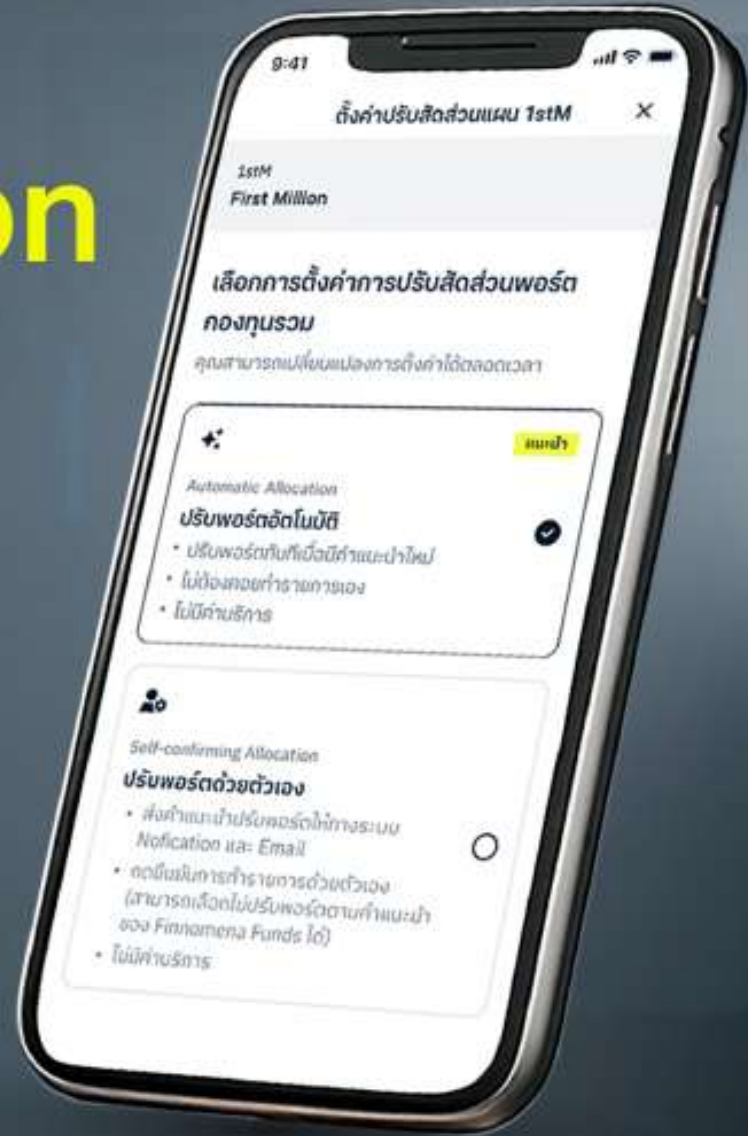 on
9:41
ตั้งค่าปรับสัดส่วนแผน 1stM
1stM
First Million
เลือกการตั้งค่าการปรับสัดส่วนพอร์ต
กองทุนรวม
คุณสามารถเปลี่ยนแปลงการตั้งค่าได้ตลอดเวลา
แนะนำ
Automatic Allocation
ปรับพอร์ตอัตโนมัติ
• ปรับพอร์ตทันทีเมื่อมีคำแนะนำใหม่
• ไม่ต้องคอยทำรายการเอง
• ไม่มีค่าบริการ
Self-confirming Allocation
ปรับพอร์ตด้วยตัวเอง
• ส่งคำแนะนำปรับพอร์ตให้ทางระบบ
Nofication และ Email
• กดยืนยันการทำรายการด้วยตัวเอง
(สามารถเลือกไม่ปรับพอร์ตตามคำแนะนำ
ของ Finnomena Funds ได้)
• ไม่มีค่าบริการ